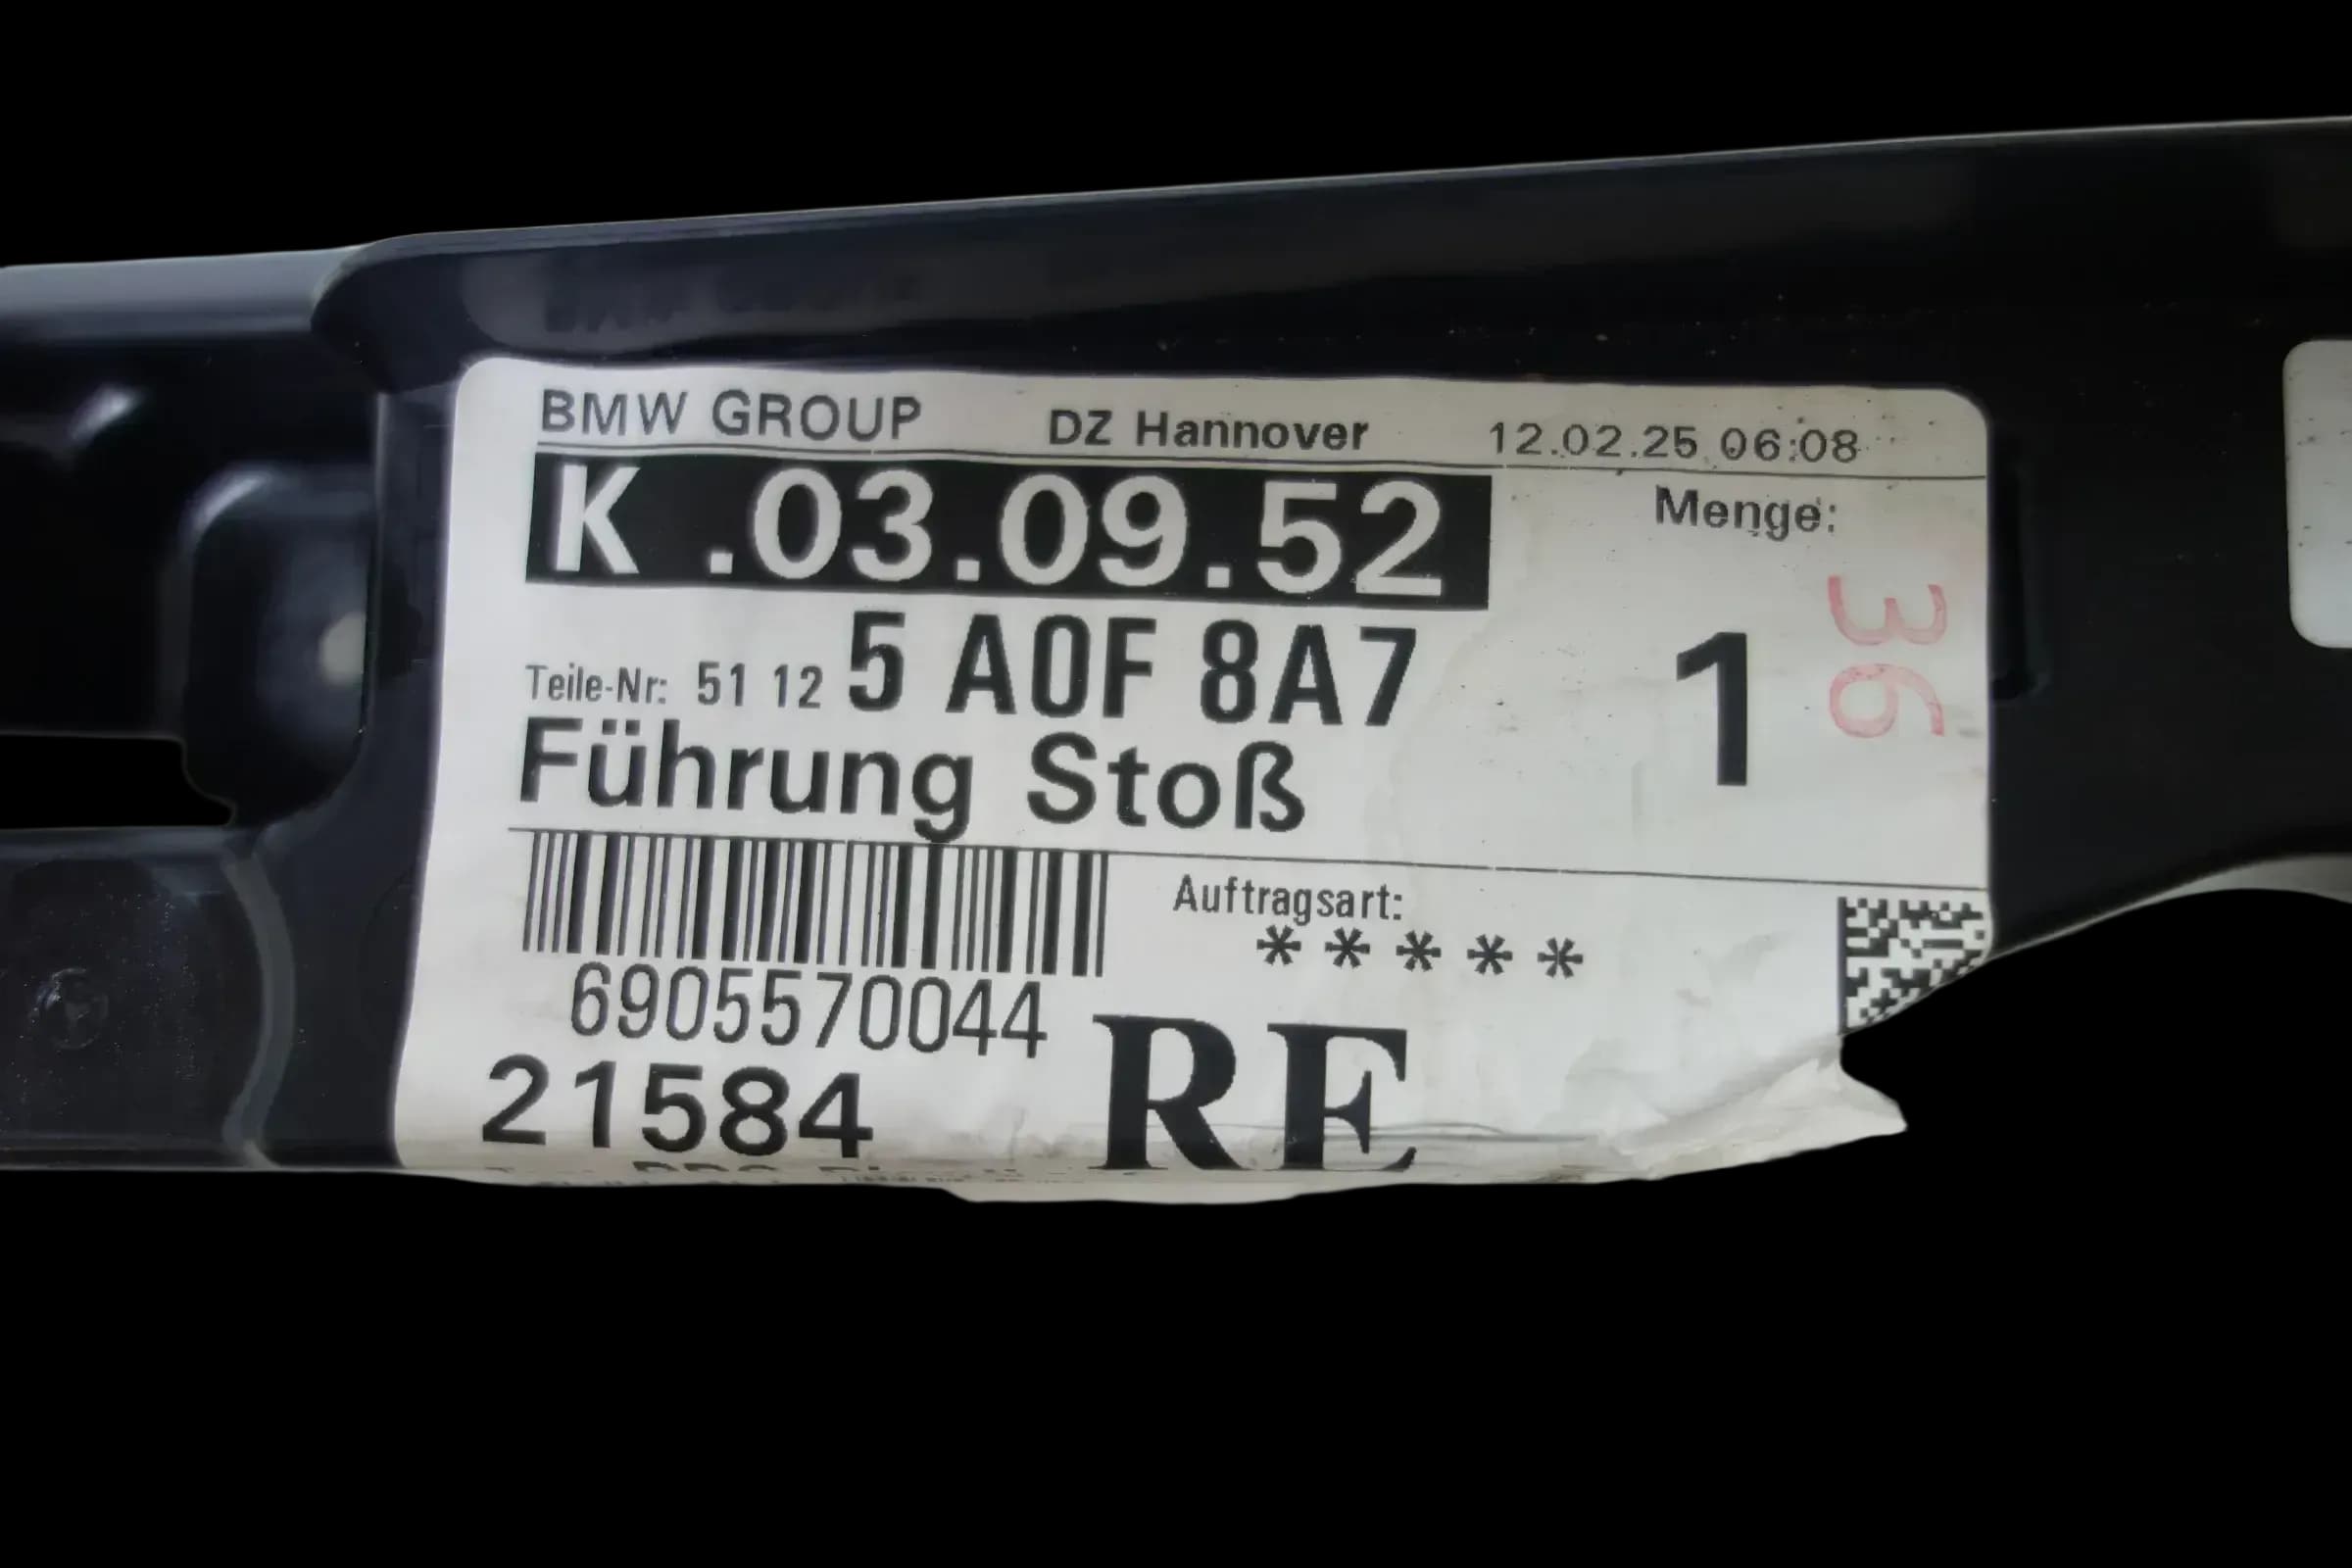 BMW GROUP DZ Hannover 12.02.25 06:08
K .03.09.52
Menge:
Teile-Nr: 51 12 5 A0F 8A7
1
36
Führung Stoß
Auftragsart:
* * * * *
6905570044
21584
RE